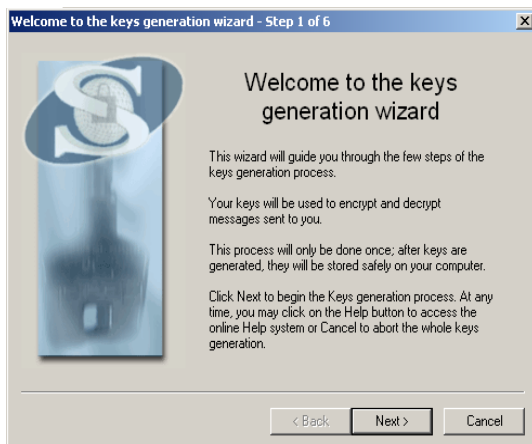 Welcome to the keys generation wizard - Step 1 of 6
Welcome to the keys
generation wizard
This wizard will guide you through the few steps of the
keys generation process.
Your keys will be used to encrypt and decrypt
messages sent to you.
This process will only be done once; after keys are
generated, they will be stored safely on your computer.
Click Next to begin the Keys generation process. At any
time, you may click on the Help button to access the
online Help system or Cancel to abort the whole keys
generation.
< Back Next > Cancel